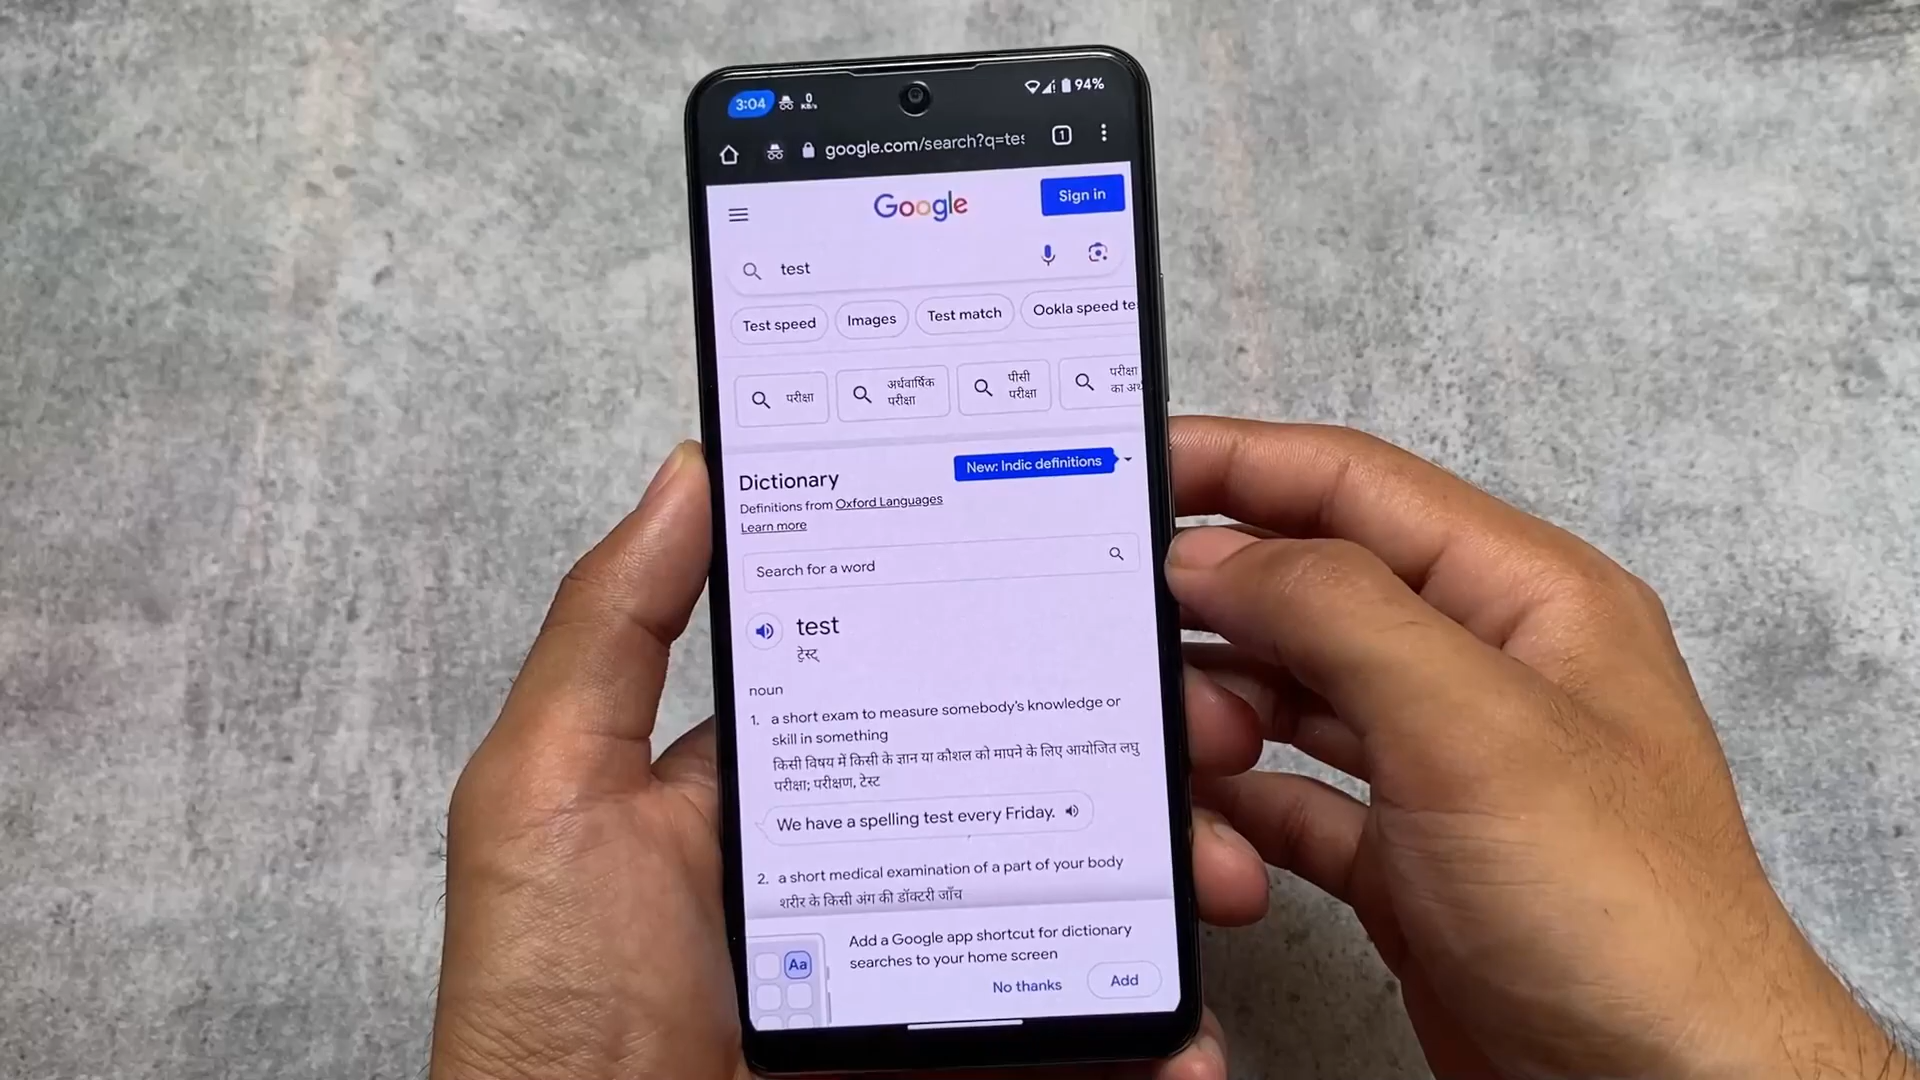 3:04 0 KB/s 94%
google.com/search?q=tes 1
Google Sign in
test
Test speed Images Test match Ookla speed te
परीक्षा
अर्धवार्षिक
परीक्षा
पीसी
परीक्षा
परीक्षा
का अर्थ
Dictionary
New: Indic definitions
Definitions from Oxford Languages
Learn more
Search for a word
test
टेस्ट्
noun
1. a short exam to measure somebody's knowledge or
skill in something
किसी विषय में किसी के ज्ञान या कौशल को मापने के लिए आयोजित लघु
परीक्षा; परीक्षण, टेस्ट
We have a spelling test every Friday.
2. a short medical examination of a part of your body
शरीर के किसी अंग की डॉक्टरी जाँच
Aa
Add a Google app shortcut for dictionary
searches to your home screen
No thanks Add